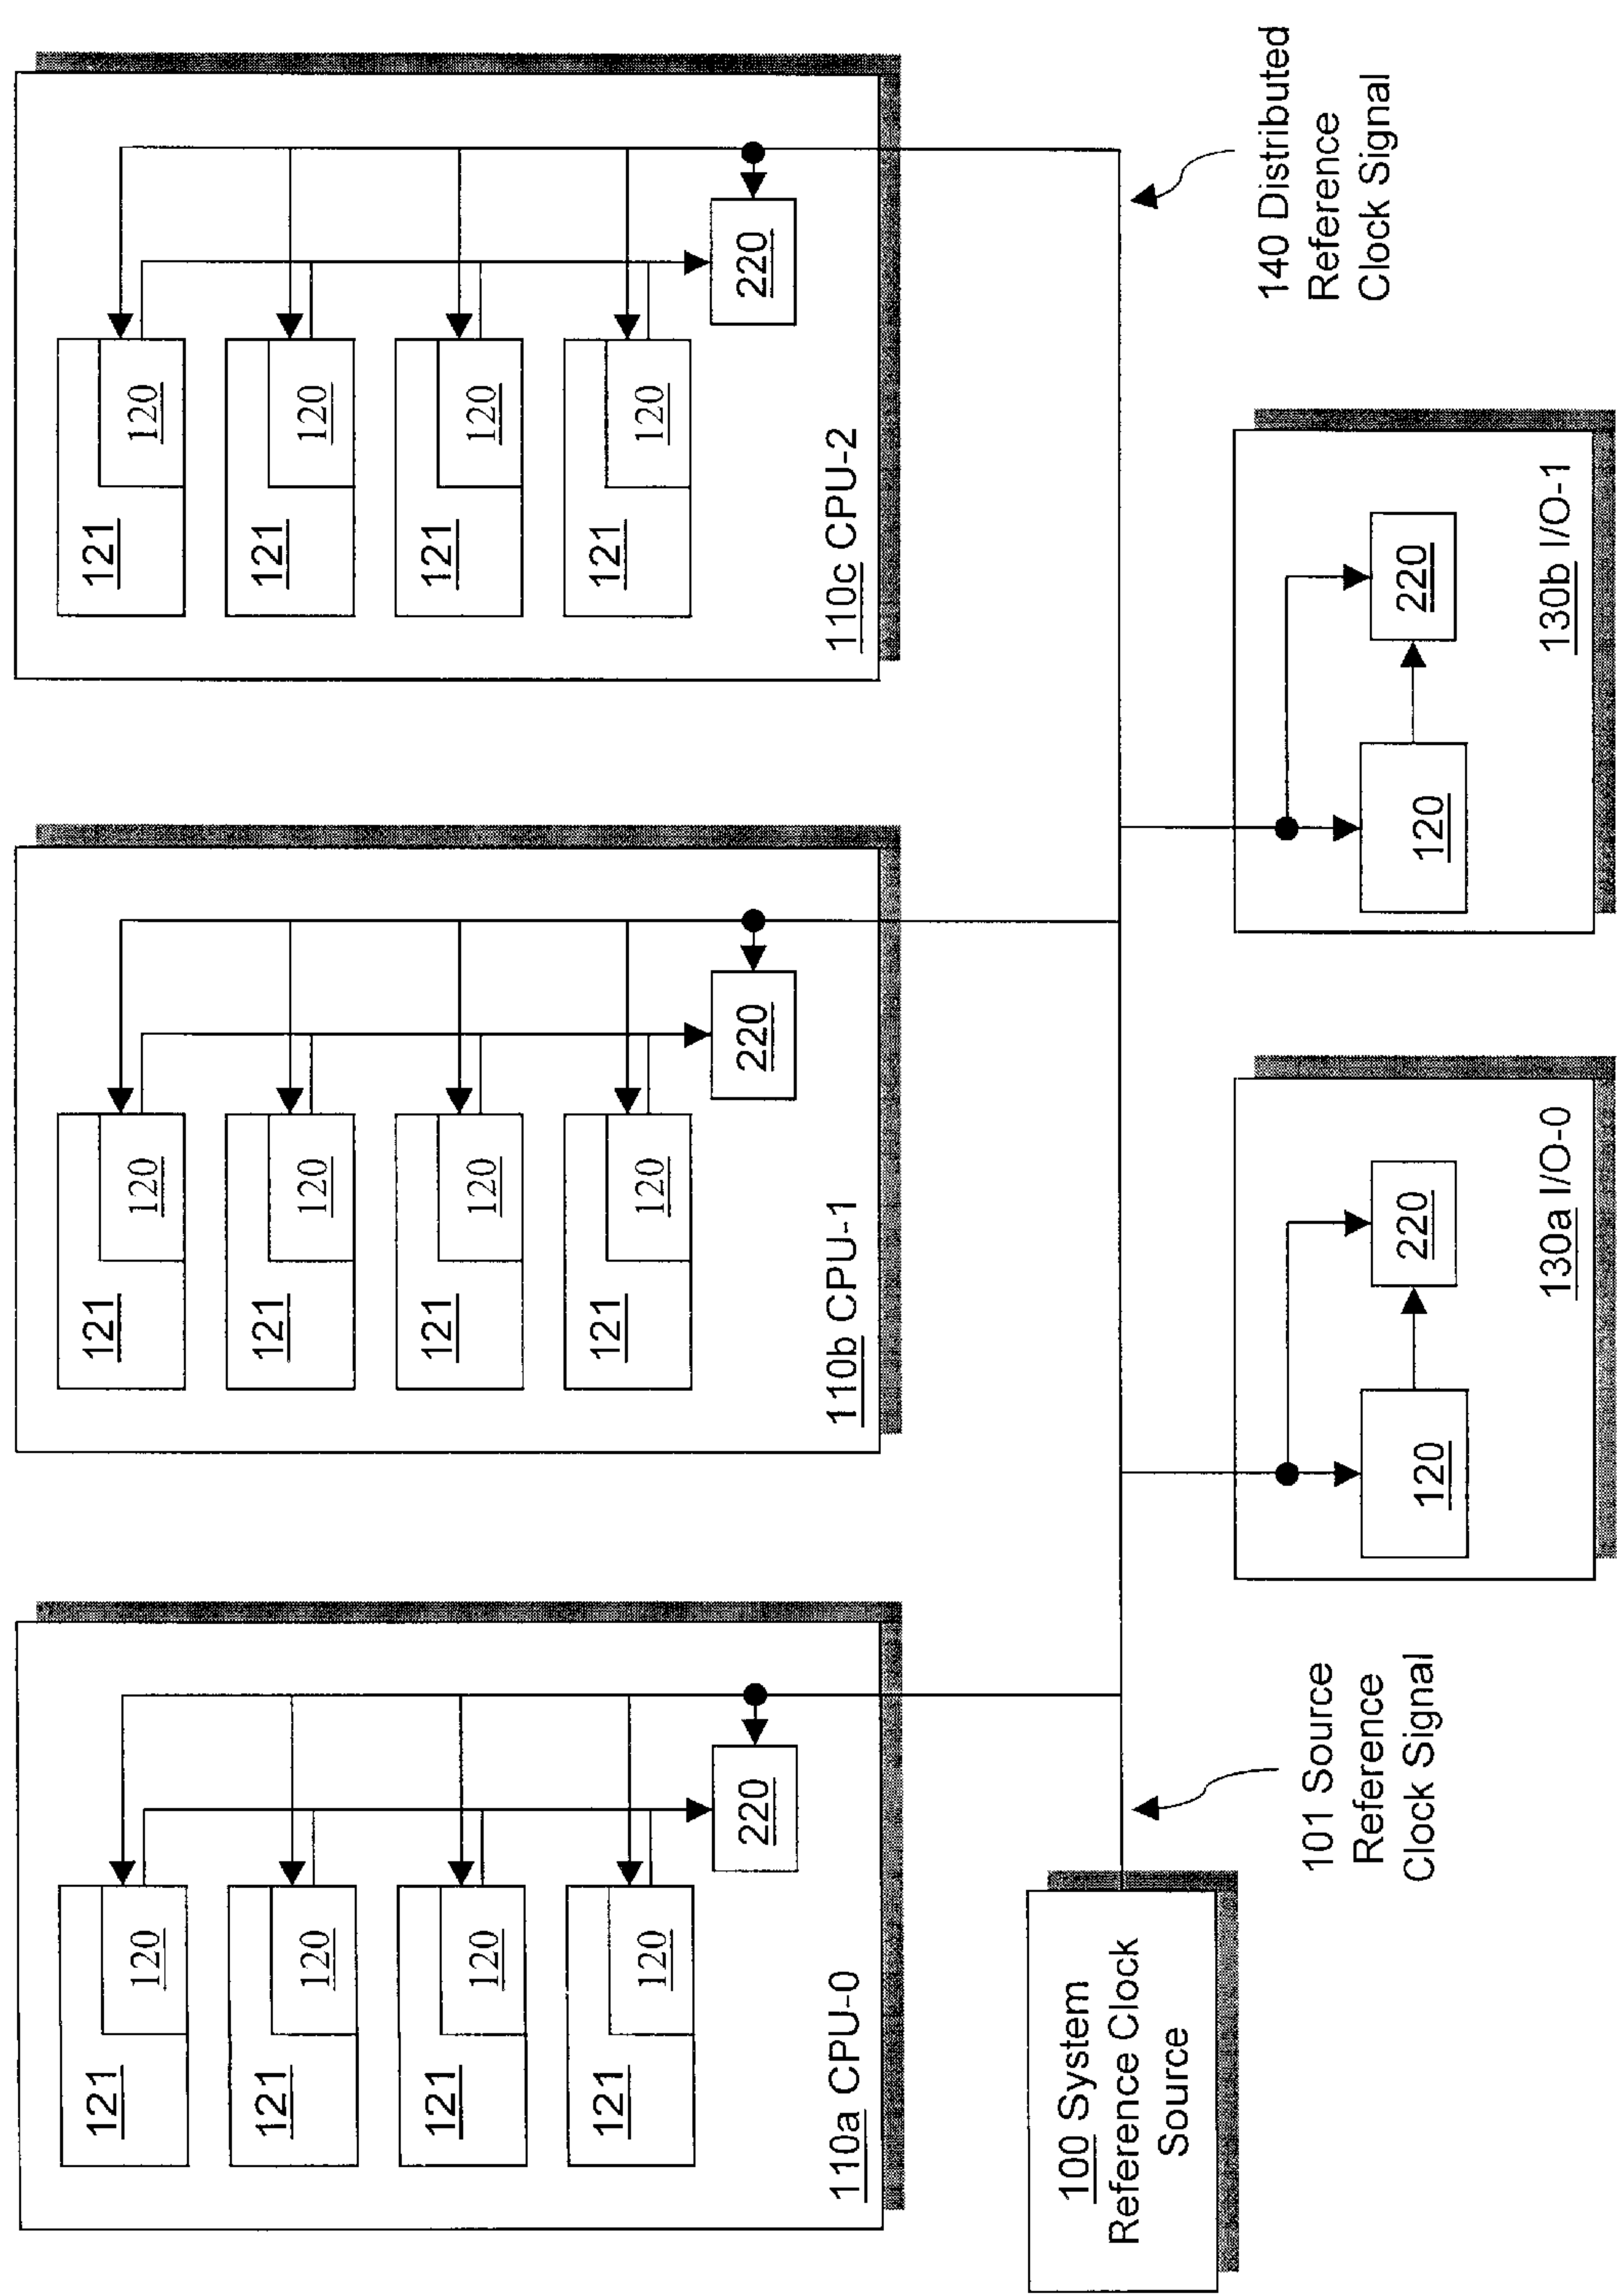 121
120
121
120
121
120
121
120
220
110a CPU-0
121
120
121
120
121
120
121
120
220
110b CPU-1
121
120
121
120
121
120
121
120
220
110c CPU-2
100 System
Reference Clock
Source
101 Source
Reference
Clock Signal
120
220
130a I/O-0
120
220
130b I/O-1
140 Distributed
Reference
Clock Signal